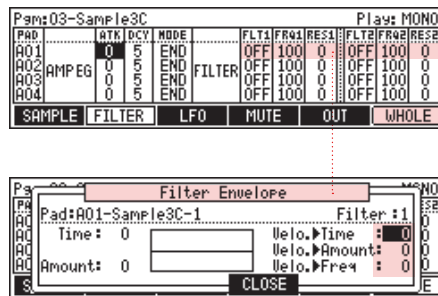 Pgm:03-Sample3C Play: MONO
PAD ATK DCY MODE FLT1 FRQ1 RES1 FLT2 FRQ2 RES2
A01 0 5 END OFF 100 0 OFF 100 0
A02 AMPEG 0 5 END FILTER OFF 100 0 OFF 100 0
A03 0 5 END OFF 100 0 OFF 100 0
A04 0 5 END OFF 100 0 OFF 100 0
SAMPLE FILTER LFO MUTE OUT WHOLE
Filter Envelope
Pad:A01-Sample3C-1 Filter :1
Time: 0 Velo.▶Time : 0
Velo.▶Amount: 0
Amount: 0 Velo.▶Freq : 0
CLOSE